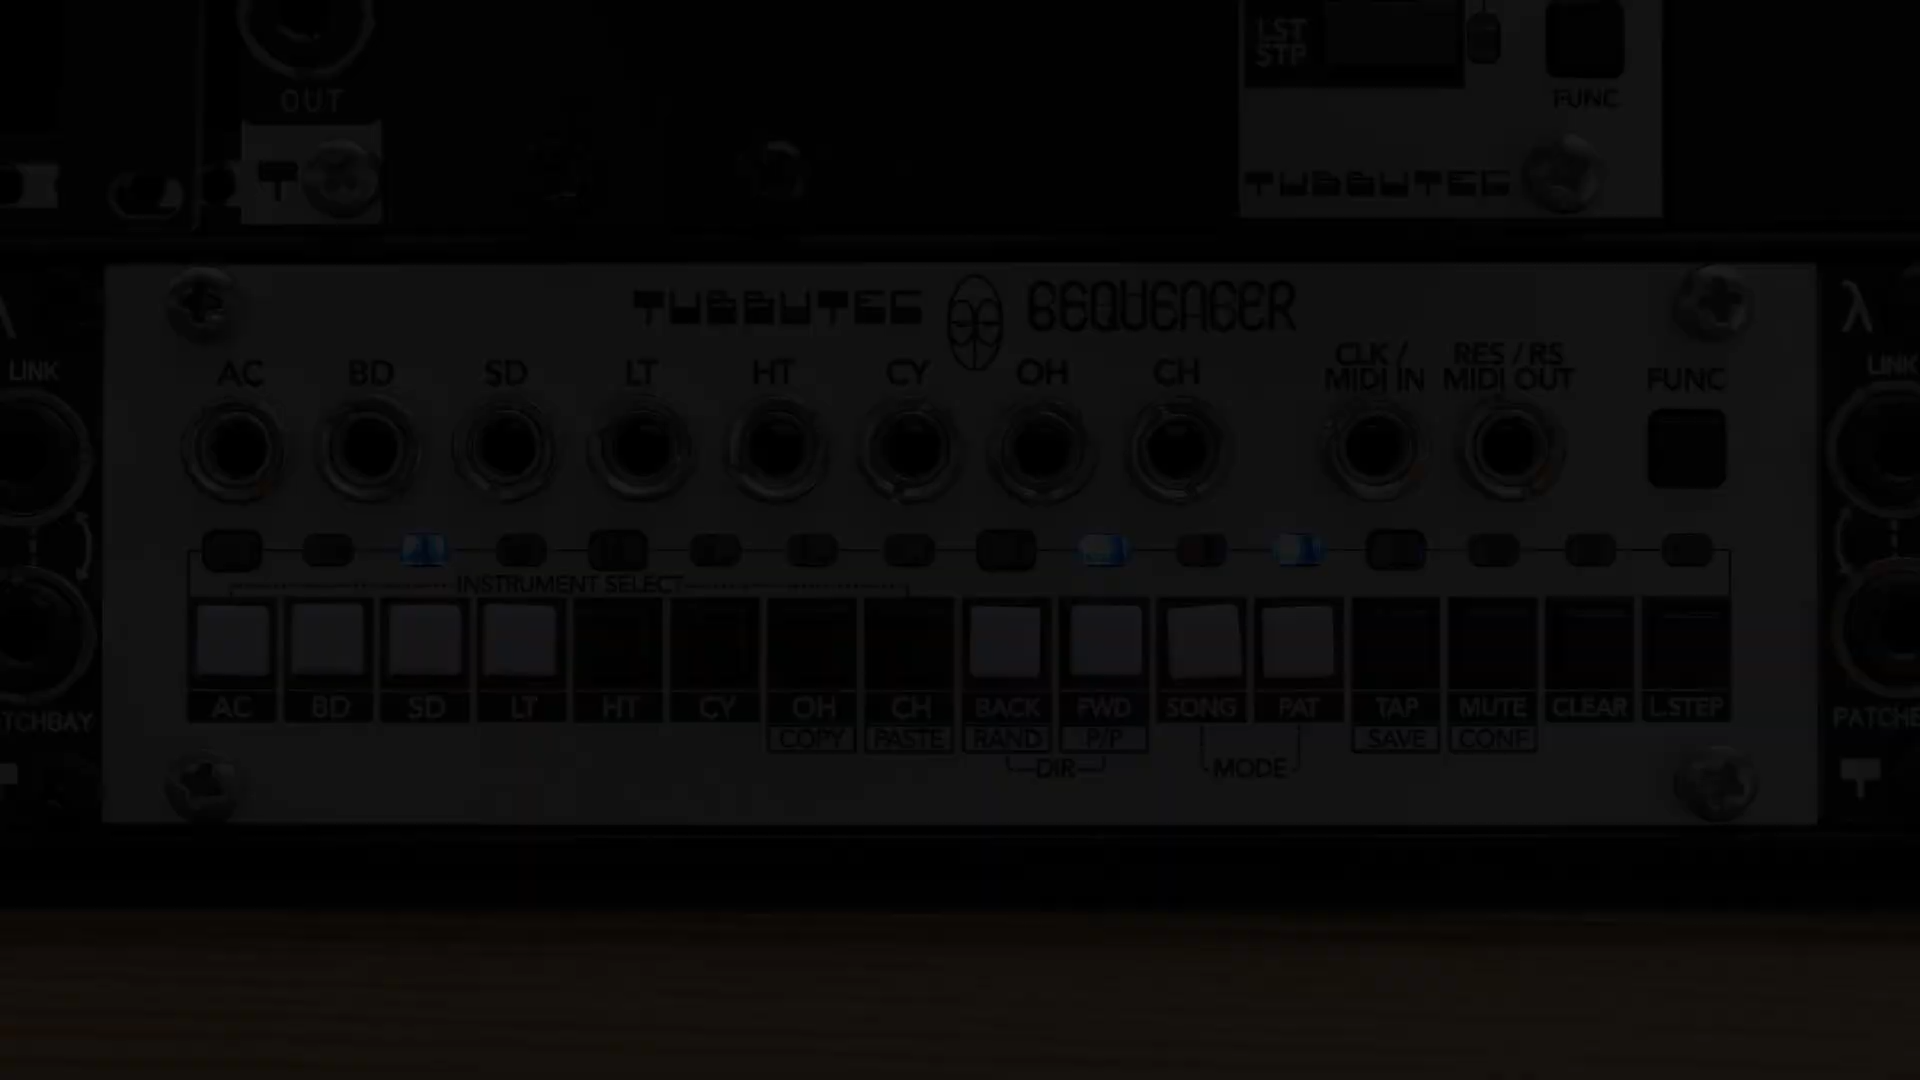 LST
STP
OUT
FUNC
T
TUBBUTEC
TUBBUTEC 6EQUENCER
λ
AC BD SD LT HT CY OH CH CLK / MIDI IN RES / RS MIDI OUT FUNC
LINK
LINK
INSTRUMENT SELECT
AC BD SD LT HT CY OH CH BACK FWD SONG PAT TAP MUTE CLEAR L.STEP
TCHBAY
PATCHB
COPY PASTE RAND P/P SAVE CONF
DIR MODE
T